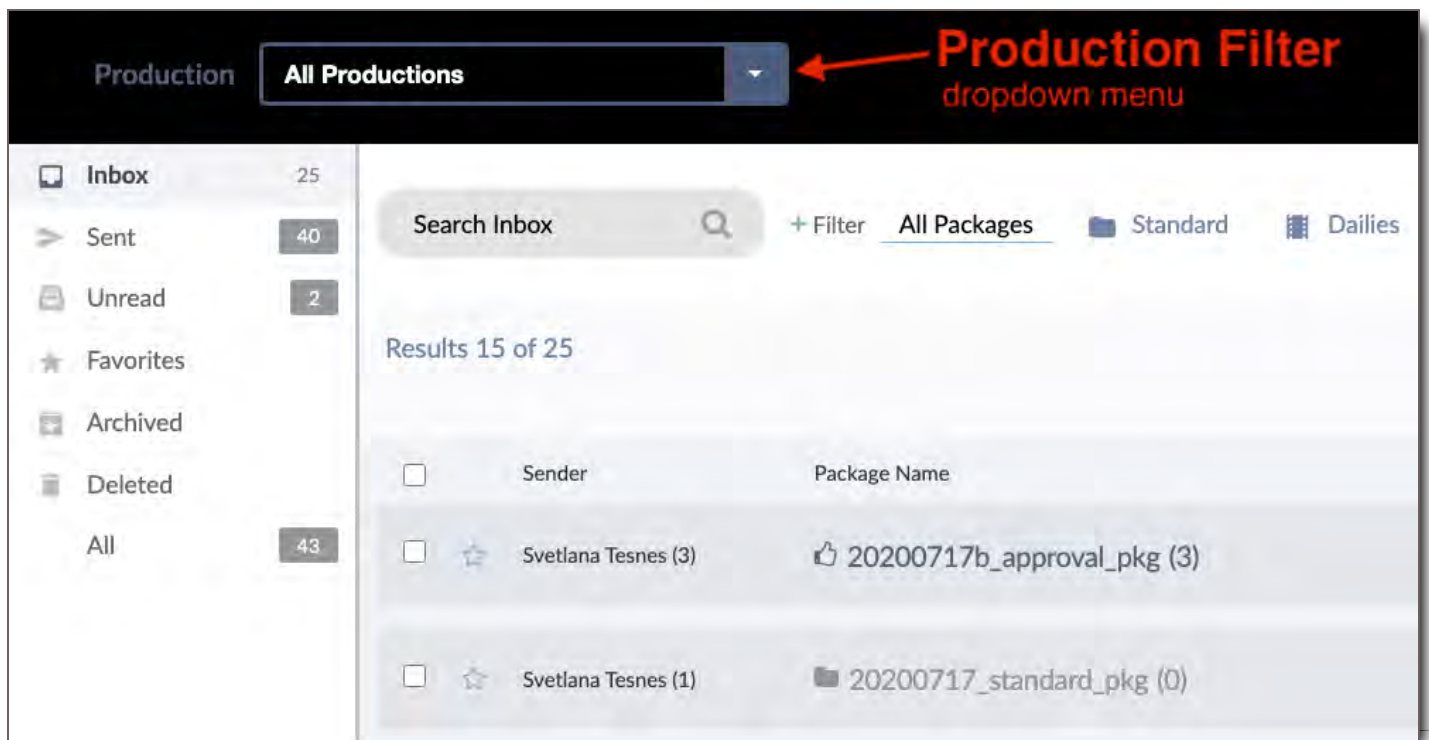 Production All Productions Production Filter
dropdown menu
Inbox 25
Sent 40
Unread 2
Favorites
Archived
Deleted
All 43
Search Inbox + Filter All Packages Standard Dailies
Results 15 of 25
Sender Package Name
Svetlana Tesnes (3) 20200717b_approval_pkg (3)
Svetlana Tesnes (1) 20200717_standard_pkg (0)